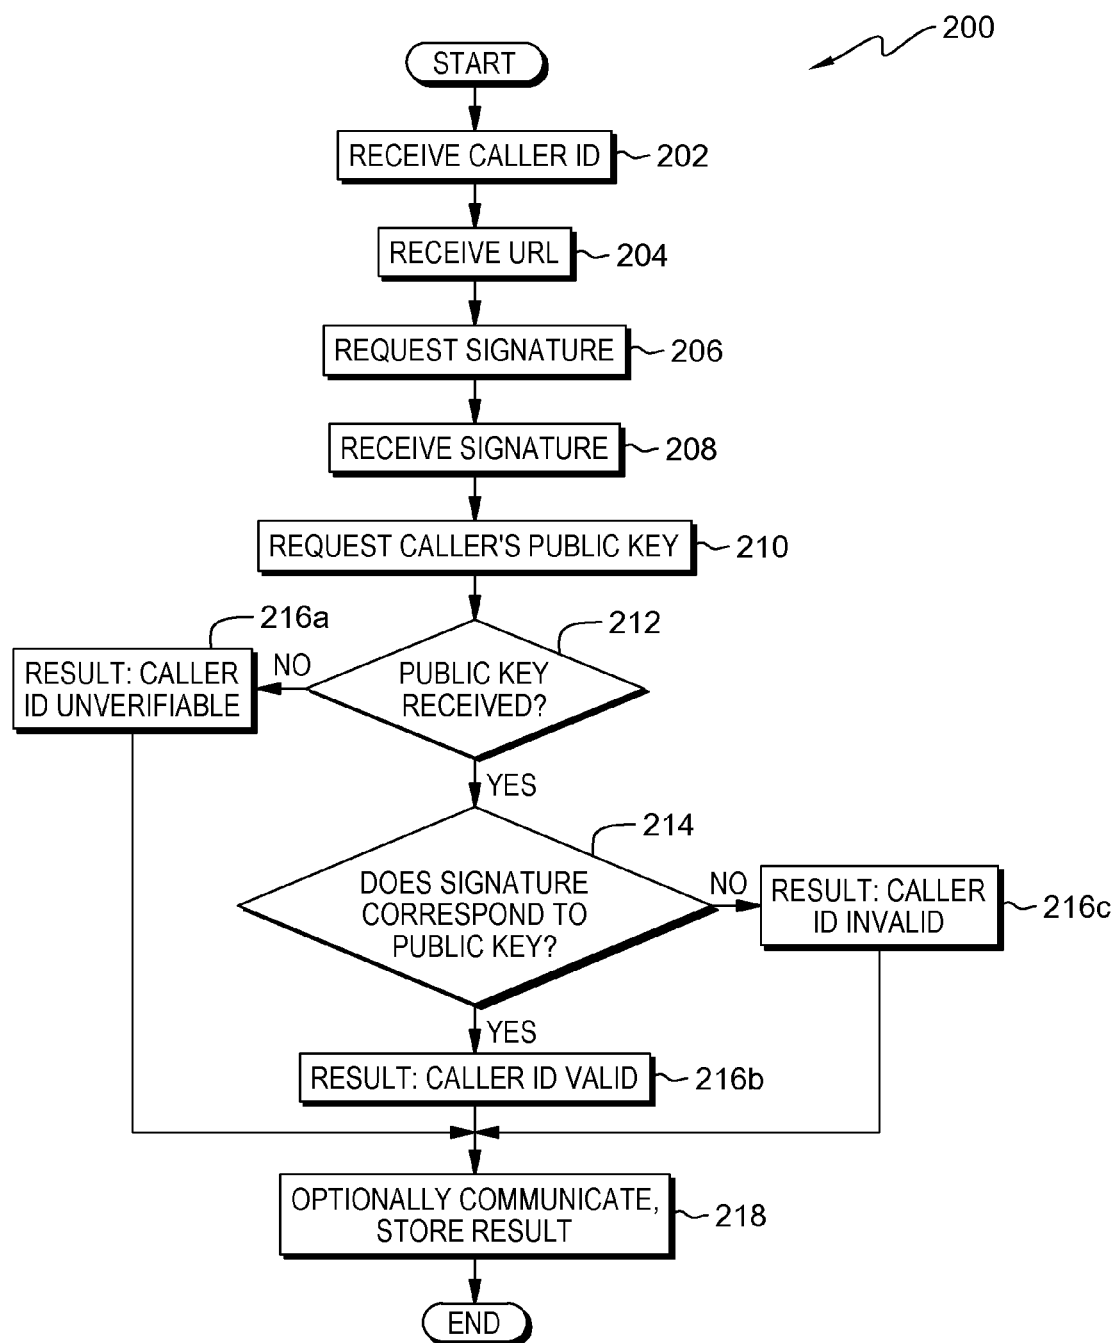 200
START
RECEIVE CALLER ID
202
RECEIVE URL
204
REQUEST SIGNATURE
206
RECEIVE SIGNATURE
208
REQUEST CALLER'S PUBLIC KEY
210
216a
212
RESULT: CALLER
ID UNVERIFIABLE
NO
PUBLIC KEY
RECEIVED?
YES
214
DOES SIGNATURE
CORRESPOND TO
PUBLIC KEY?
NO
RESULT: CALLER
ID INVALID
216c
YES
RESULT: CALLER ID VALID
216b
OPTIONALLY COMMUNICATE,
STORE RESULT
218
END